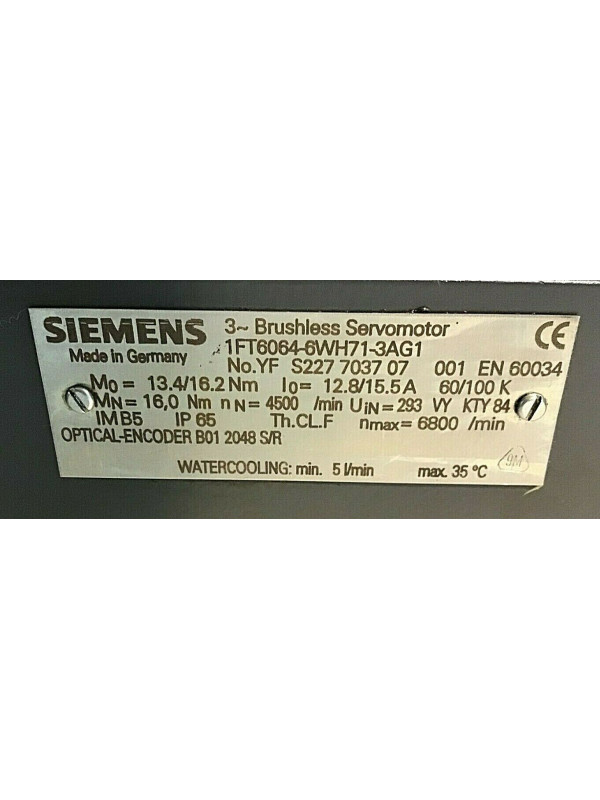 SIEMENS 3~ Brushless Servomotor CE
Made in Germany 1FT6064-6WH71-3AG1
No.YF S227 7037 07 001 EN 60034
M0 = 13.4/16.2 Nm I0 = 12.8/15.5 A 60/100 K
MN = 16,0 Nm nN = 4500 /min UiN = 293 VY KTY 84
IM B5 IP 65 Th.CL.F nmax = 6800 /min
OPTICAL-ENCODER B01 2048 S/R
WATERCOOLING: min. 5 l/min max. 35 °C